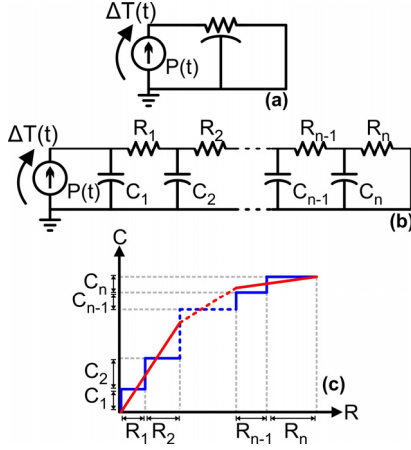 ΔT(t)
P(t)
(a)
ΔT(t)
R1 R2 Rn-1 Rn
P(t) C1 C2 Cn-1 Cn
(b)
C
Cn
Cn-1
C2
C1
(c)
R
R1 R2 Rn-1 Rn